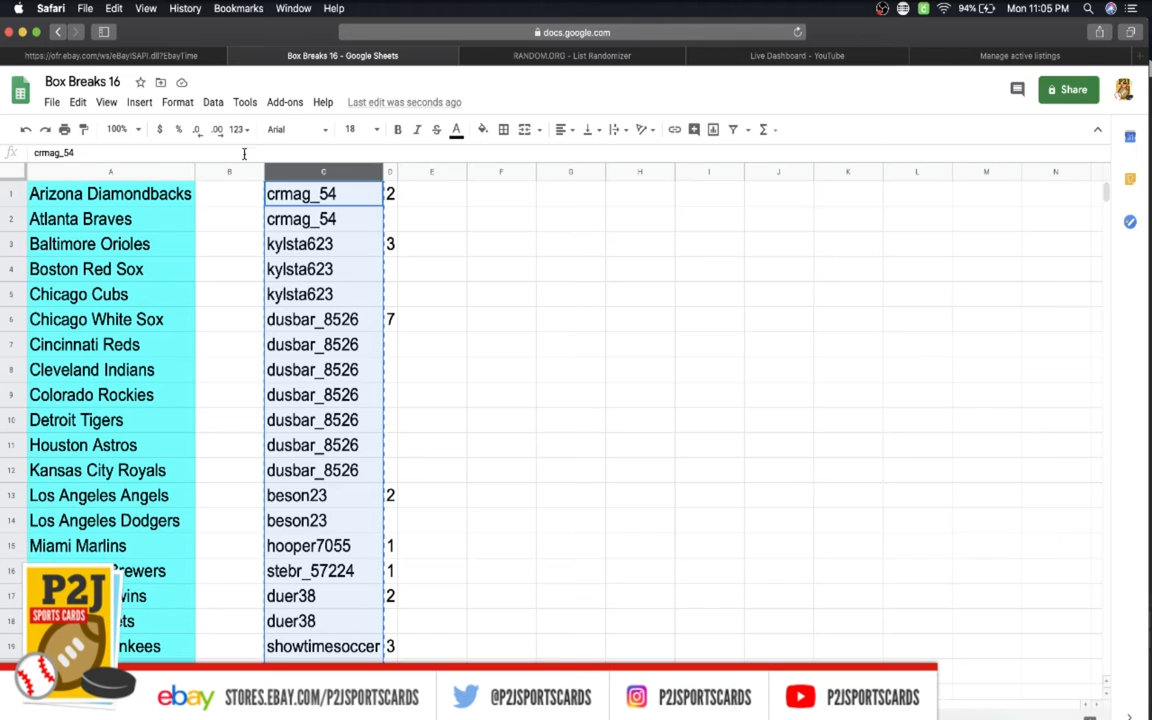 Safari File Edit View History Bookmarks Window Help 94% Mon 11:05 PM
docs.google.com
https://ofr.ebay.com/ws/eBayISAPI.dll?EbayTime Box Breaks 16 - Google Sheets RANDOM.ORG - List Randomizer Live Dashboard - YouTube Manage active listings
Box Breaks 16
File Edit View Insert Format Data Tools Add-ons Help Last edit was seconds ago
Share
100% $ % .0 .00 123 Arial 18 B I S A
fx crmag_54
A B C D E F G H I J K L M N
1 Arizona Diamondbacks crmag_54 2
2 Atlanta Braves crmag_54
3 Baltimore Orioles kylsta623 3
4 Boston Red Sox kylsta623
5 Chicago Cubs kylsta623
6 Chicago White Sox dusbar_8526 7
7 Cincinnati Reds dusbar_8526
8 Cleveland Indians dusbar_8526
9 Colorado Rockies dusbar_8526
10 Detroit Tigers dusbar_8526
11 Houston Astros dusbar_8526
12 Kansas City Royals dusbar_8526
13 Los Angeles Angels beson23 2
14 Los Angeles Dodgers beson23
15 Miami Marlins hooper7055 1
16 rewers stebr_57224 1
17 wins duer38 2
18 ets duer38
19 nkees showtimesoccer 3
P2J
SPORTS CARDS
ebay STORES.EBAY.COM/P2JSPORTSCARDS @P2JSPORTSCARDS P2JSPORTSCARDS P2JSPORTSCARDS